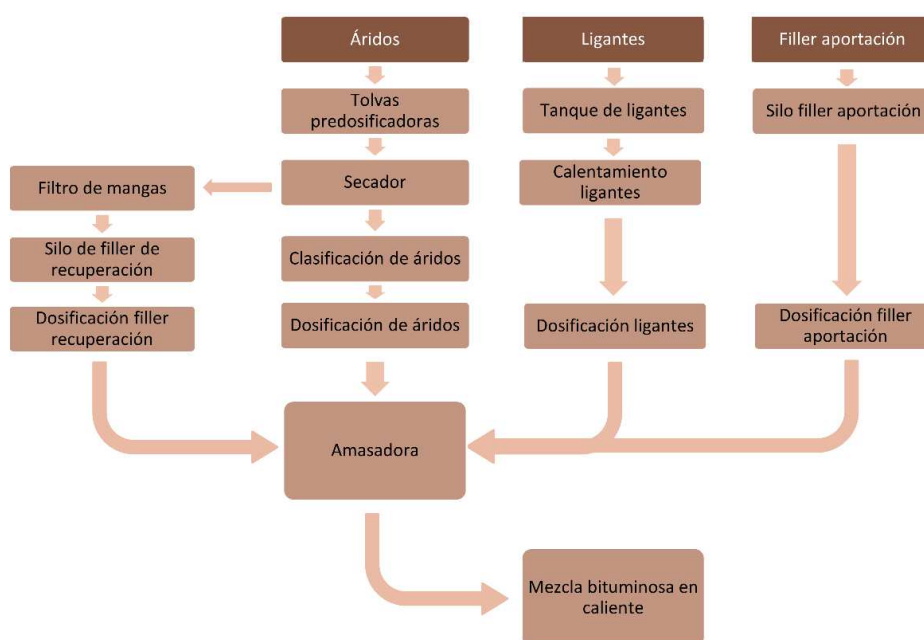 Áridos
Ligantes
Filler aportación
Tolvas
predosificadoras
Tanque de ligantes
Silo filler aportación
Filtro de mangas
Secador
Calentamiento
ligantes
Silo de filler de
recuperación
Clasificación de áridos
Dosificación filler
recuperación
Dosificación de áridos
Dosificación ligantes
Dosificación filler
aportación
Amasadora
Mezcla bituminosa en
caliente